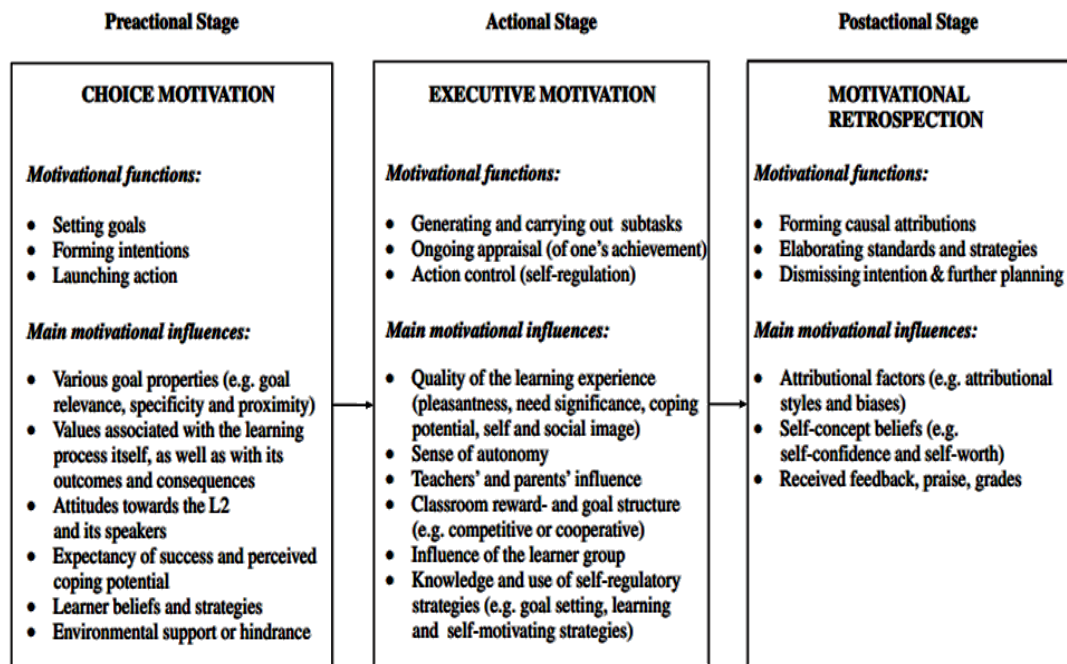 Preactional Stage
Actional Stage
Postactional Stage
CHOICE MOTIVATION
Motivational functions:
• Setting goals
• Forming intentions
• Launching action
Main motivational influences:
• Various goal properties (e.g. goal
relevance, specificity and proximity)
• Values associated with the learning
process itself, as well as with its
outcomes and consequences
• Attitudes towards the L2
and its speakers
• Expectancy of success and perceived
coping potential
• Learner beliefs and strategies
• Environmental support or hindrance
EXECUTIVE MOTIVATION
Motivational functions:
• Generating and carrying out subtasks
• Ongoing appraisal (of one's achievement)
• Action control (self-regulation)
Main motivational influences:
• Quality of the learning experience
(pleasantness, need significance, coping
potential, self and social image)
• Sense of autonomy
• Teachers' and parents' influence
• Classroom reward- and goal structure
(e.g. competitive or cooperative)
• Influence of the learner group
• Knowledge and use of self-regulatory
strategies (e.g. goal setting, learning
and self-motivating strategies)
MOTIVATIONAL
RETROSPECTION
Motivational functions:
• Forming causal attributions
• Elaborating standards and strategies
• Dismissing intention & further planning
Main motivational influences:
• Attributional factors (e.g. attributional
styles and biases)
• Self-concept beliefs (e.g.
self-confidence and self-worth)
• Received feedback, praise, grades